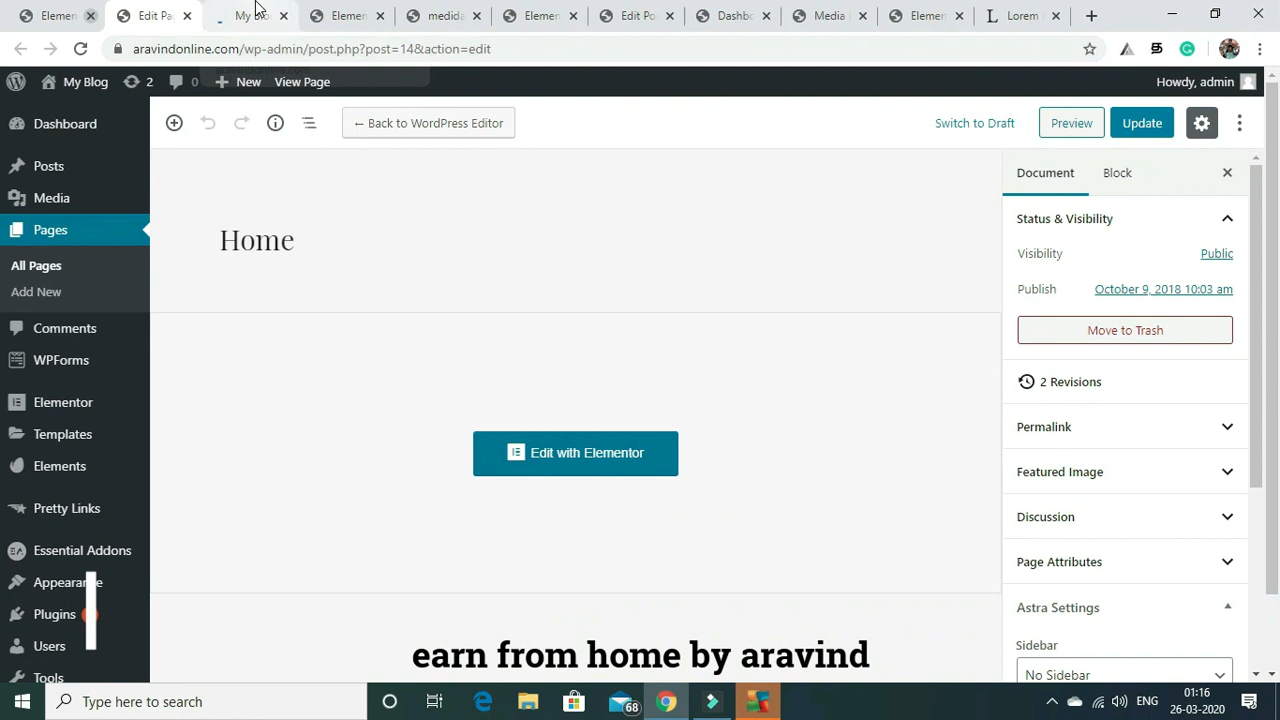 Elemen
Edit Pa
My
Elemen
medida
Elemen
Edit Po
Dashb
Media
Elemen
Lorem
aravindonline.com/wp-admin/post.php?post=14&action=edit
My Blog
2
0
New
View Page
Howdy, admin
Dashboard
Posts
Media
Pages
All Pages
Add New
Comments
WPForms
Elementor
Templates
Elements
Pretty Links
Essential Addons
Appearance
Plugins
Users
Tools
← Back to WordPress Editor
Switch to Draft
Preview
Update
Home
Edit with Elementor
Document
Block
Status & Visibility
Visibility
Public
Publish
October 9, 2018 10:03 am
Move to Trash
2 Revisions
Permalink
Featured Image
Discussion
Page Attributes
Astra Settings
Sidebar
No Sidebar
earn from home by aravind
Type here to search
68
ENG
01:16
26-03-2020